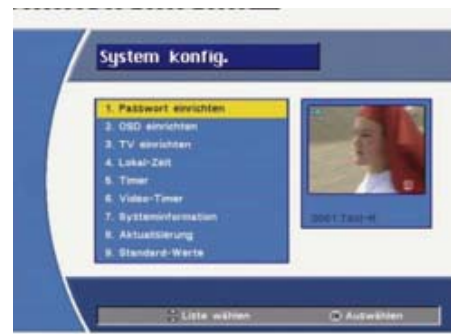 System konfig.
1. Passwort einrichten
2. OSD einrichten
3. TV einrichten
4. Lokal-Zeit
5. Timer
6. Video-Timer
7. Systeminformation
8. Aktualisierung
9. Standard-Werte
Liste wählen
Auswählen